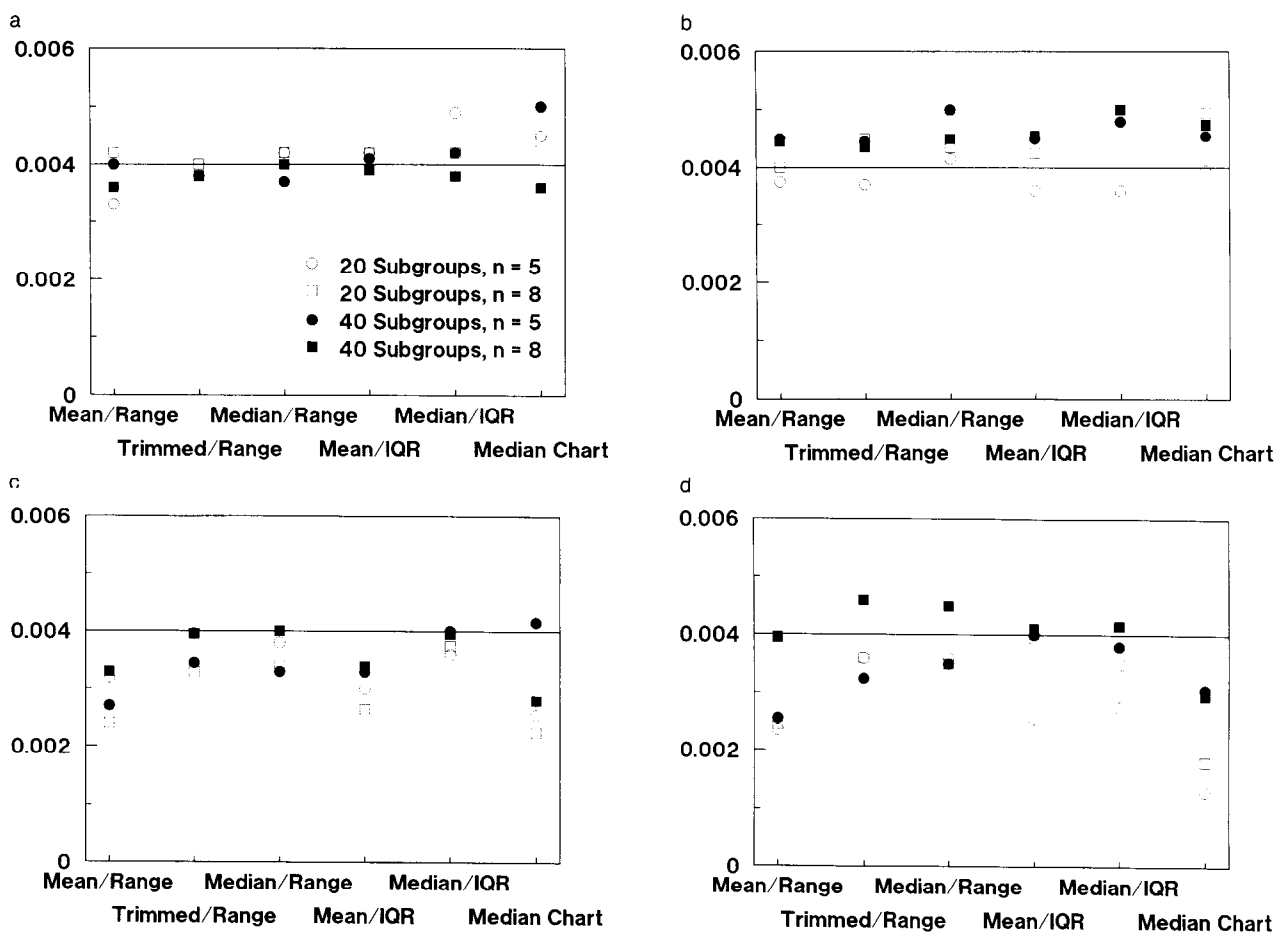 a
0.006
0.004
0.002
0
20 Subgroups, n = 5
20 Subgroups, n = 8
40 Subgroups, n = 5
40 Subgroups, n = 8
Mean/Range Median/Range Median/IQR
Trimmed/Range Mean/IQR Median Chart
b
0.006
0.004
0.002
0
Mean/Range Median/Range Median/IQR
Trimmed/Range Mean/IQR Median Chart
c
0.006
0.004
0.002
0
Mean/Range Median/Range Median/IQR
Trimmed/Range Mean/IQR Median Chart
d
0.006
0.004
0.002
0
Mean/Range Median/Range Median/IQR
Trimmed/Range Mean/IQR Median Chart